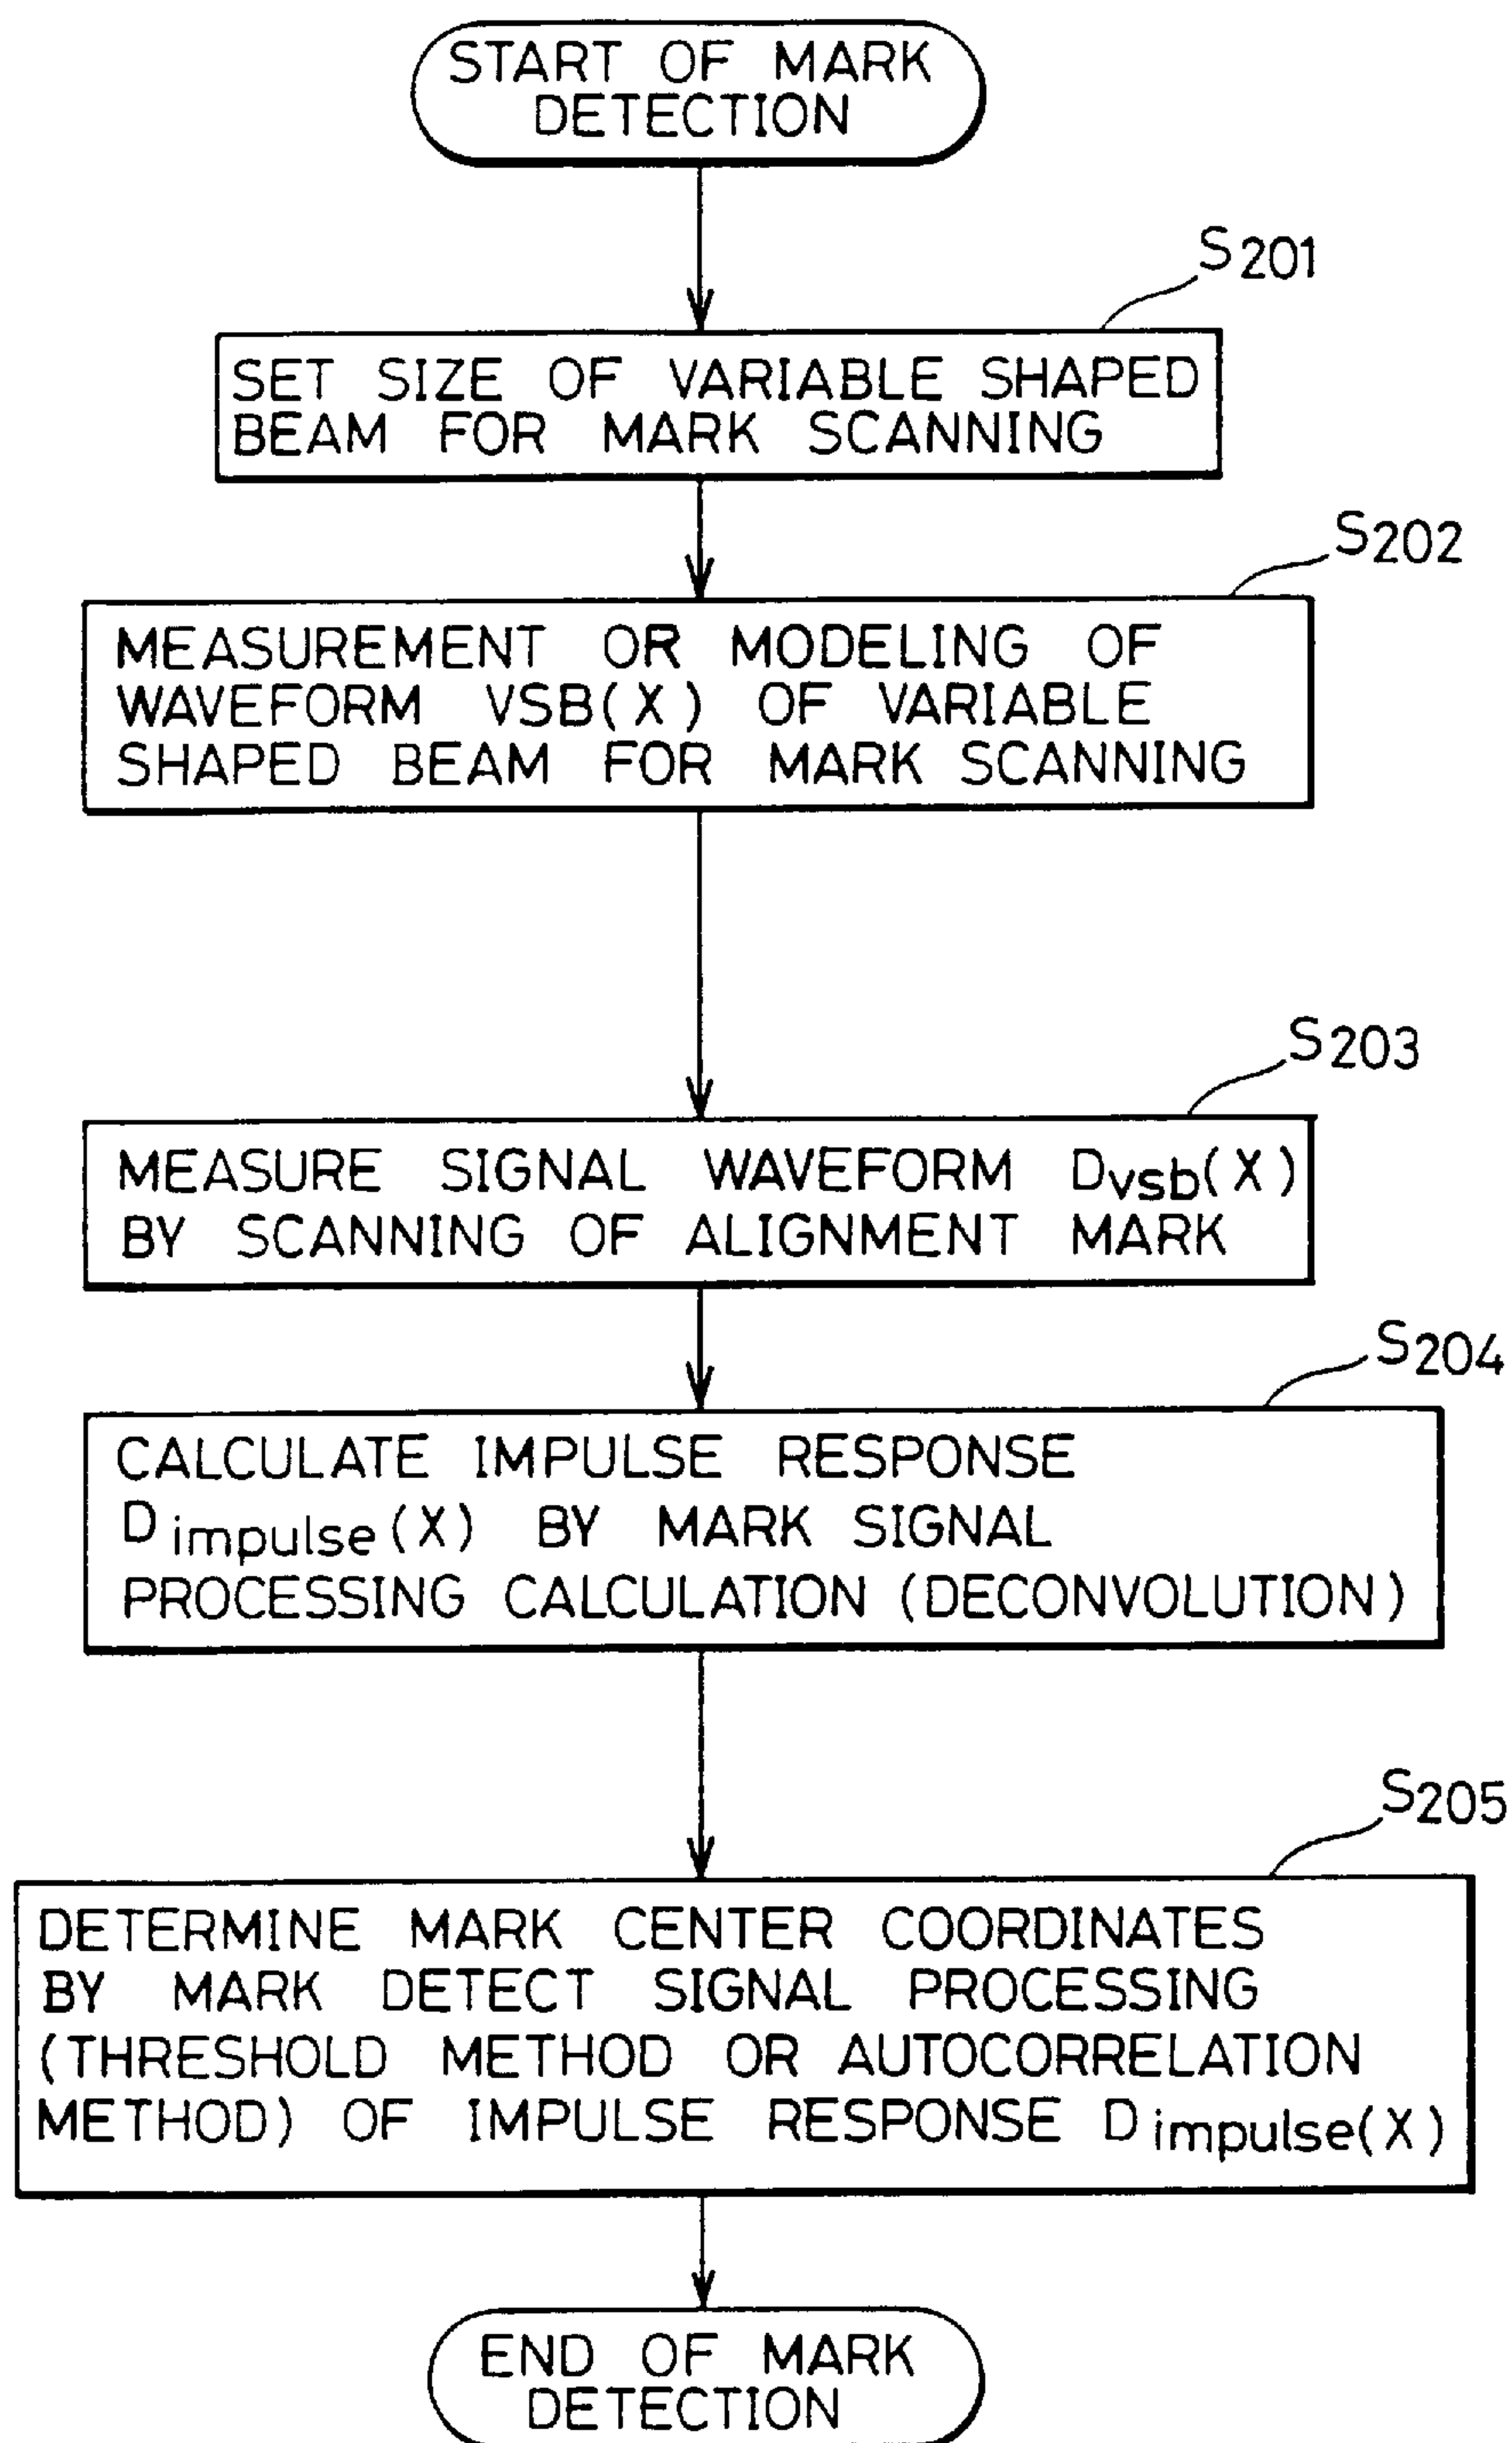 START OF MARK
DETECTION
S201
SET SIZE OF VARIABLE SHAPED
BEAM FOR MARK SCANNING
S202
MEASUREMENT OR MODELING OF
WAVEFORM VSB(X) OF VARIABLE
SHAPED BEAM FOR MARK SCANNING
S203
MEASURE SIGNAL WAVEFORM Dvsb(X)
BY SCANNING OF ALIGNMENT MARK
S204
CALCULATE IMPULSE RESPONSE
Dimpulse(X) BY MARK SIGNAL
PROCESSING CALCULATION (DECONVOLUTION)
S205
DETERMINE MARK CENTER COORDINATES
BY MARK DETECT SIGNAL PROCESSING
(THRESHOLD METHOD OR AUTOCORRELATION
METHOD) OF IMPULSE RESPONSE Dimpulse(X)
END OF MARK
DETECTION